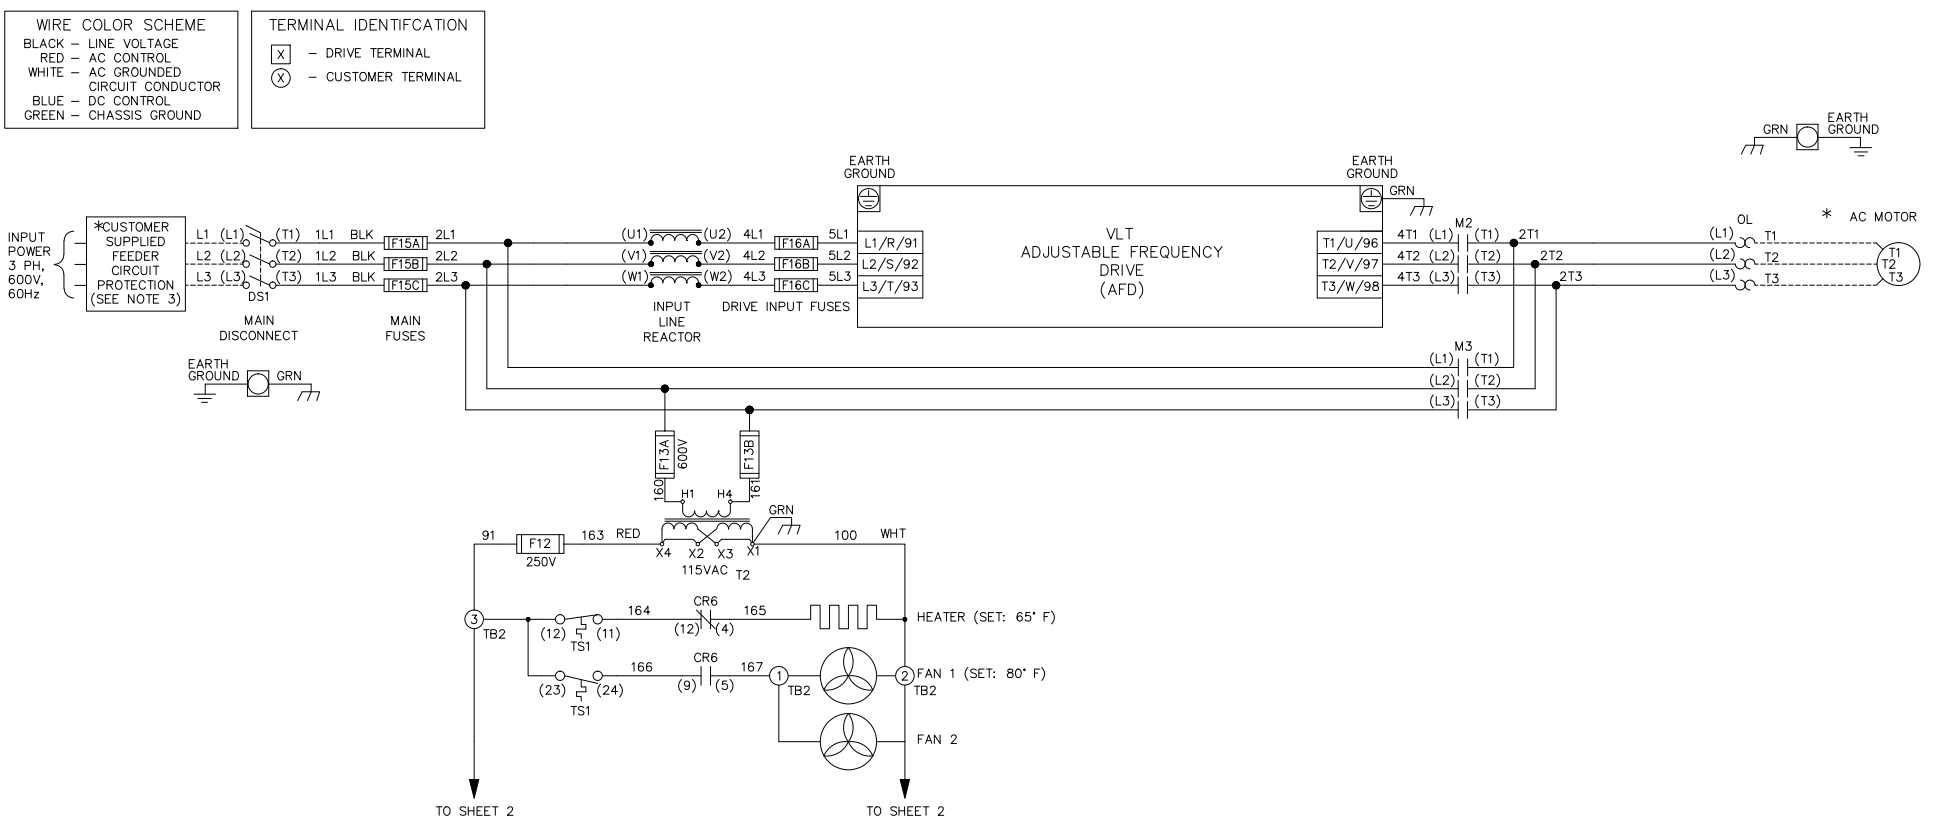 WIRE COLOR SCHEME
BLACK – LINE VOLTAGE
RED – AC CONTROL
WHITE – AC GROUNDED
CIRCUIT CONDUCTOR
BLUE – DC CONTROL
GREEN – CHASSIS GROUND
TERMINAL IDENTIFCATION
X – DRIVE TERMINAL
X – CUSTOMER TERMINAL
GRN
EARTH
GROUND
INPUT
POWER
3 PH,
600V,
60Hz
*CUSTOMER
SUPPLIED
FEEDER
CIRCUIT
PROTECTION
(SEE NOTE 3)
L1 (L1) (T1) 1L1 BLK F15A 2L1
L2 (L2) (T2) 1L2 BLK F15B 2L2
L3 (L3) (T3) 1L3 BLK F15C 2L3
DS1
MAIN
DISCONNECT
MAIN
FUSES
(U1) (U2) 4L1 F16A 5L1
(V1) (V2) 4L2 F16B 5L2
(W1) (W2) 4L3 F16C 5L3
INPUT
LINE
REACTOR
DRIVE INPUT FUSES
EARTH
GROUND
L1/R/91
L2/S/92
L3/T/93
VLT
ADJUSTABLE FREQUENCY
DRIVE
(AFD)
EARTH
GROUND
GRN
T1/U/96
T2/V/97
T3/W/98
M2
4T1 (L1) (T1) 2T1
4T2 (L2) (T2) 2T2
4T3 (L3) (T3) 2T3
OL
(L1) T1
(L2) T2
(L3) T3
* AC MOTOR
T1
T2
T3
M3
(L1) (T1)
(L2) (T2)
(L3) (T3)
EARTH
GROUND
GRN
F13A
600V
F13B
160
161
H1 H4
GRN
91 F12 163 RED
250V
X4 X2 X3 X1
100 WHT
115VAC T2
3
TB2
(12) (11)
TS1
164
CR6
(12) (4)
165
HEATER (SET: 65° F)
(23) (24)
TS1
166
CR6
(9) (5)
167
1
TB2
2
TB2
FAN 1 (SET: 80° F)
FAN 2
TO SHEET 2
TO SHEET 2